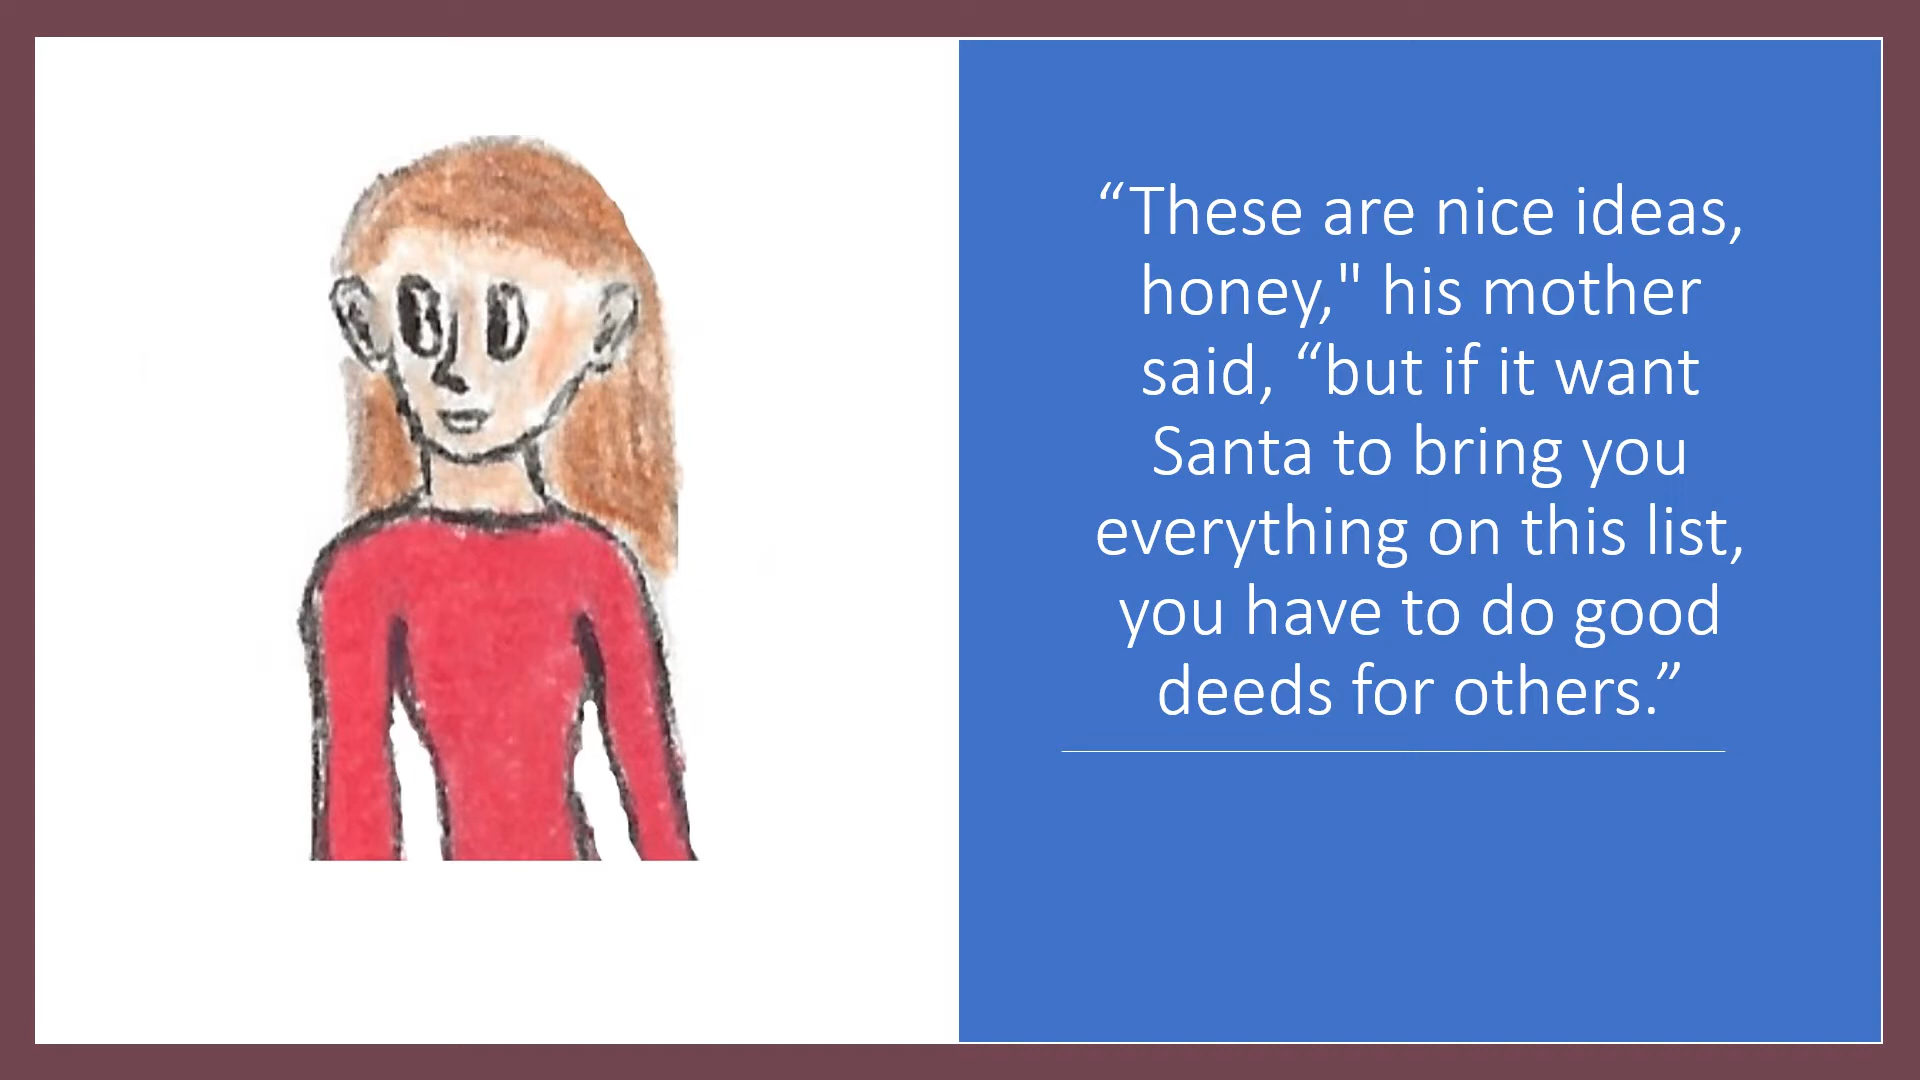 “These are nice ideas,
honey," his mother
said, “but if it want
Santa to bring you
everything on this list,
you have to do good
deeds for others.”